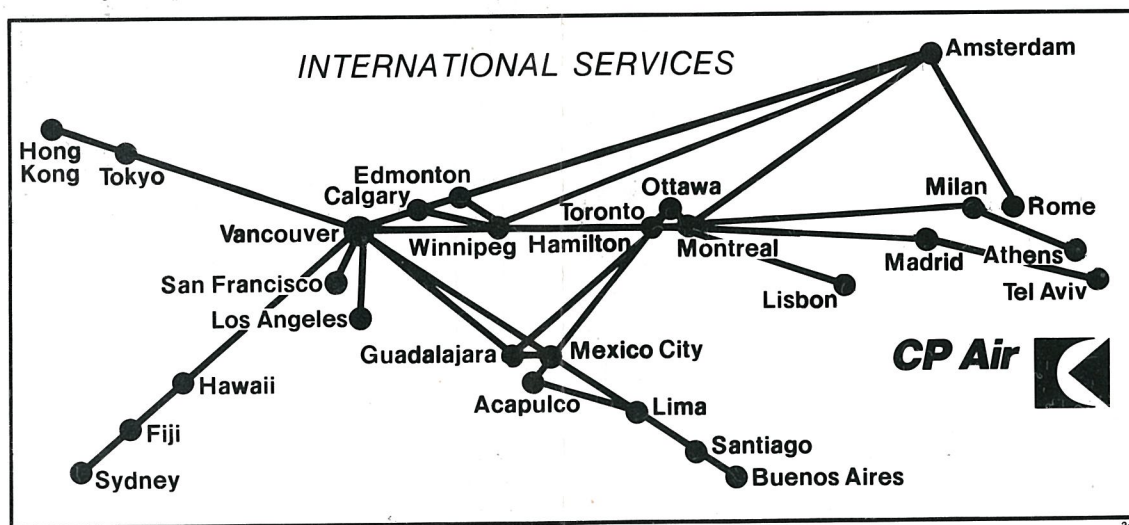 INTERNATIONAL SERVICES
Amsterdam
Hong
Kong
Tokyo
Edmonton
Calgary
Ottawa
Milan
Rome
Vancouver
Winnipeg
Toronto
Hamilton
Montreal
Madrid
Athens
San Francisco
Lisbon
Tel Aviv
Los Angeles
Guadalajara
Mexico City
CP Air
Hawaii
Acapulco
Lima
Fiji
Santiago
Sydney
Buenos Aires